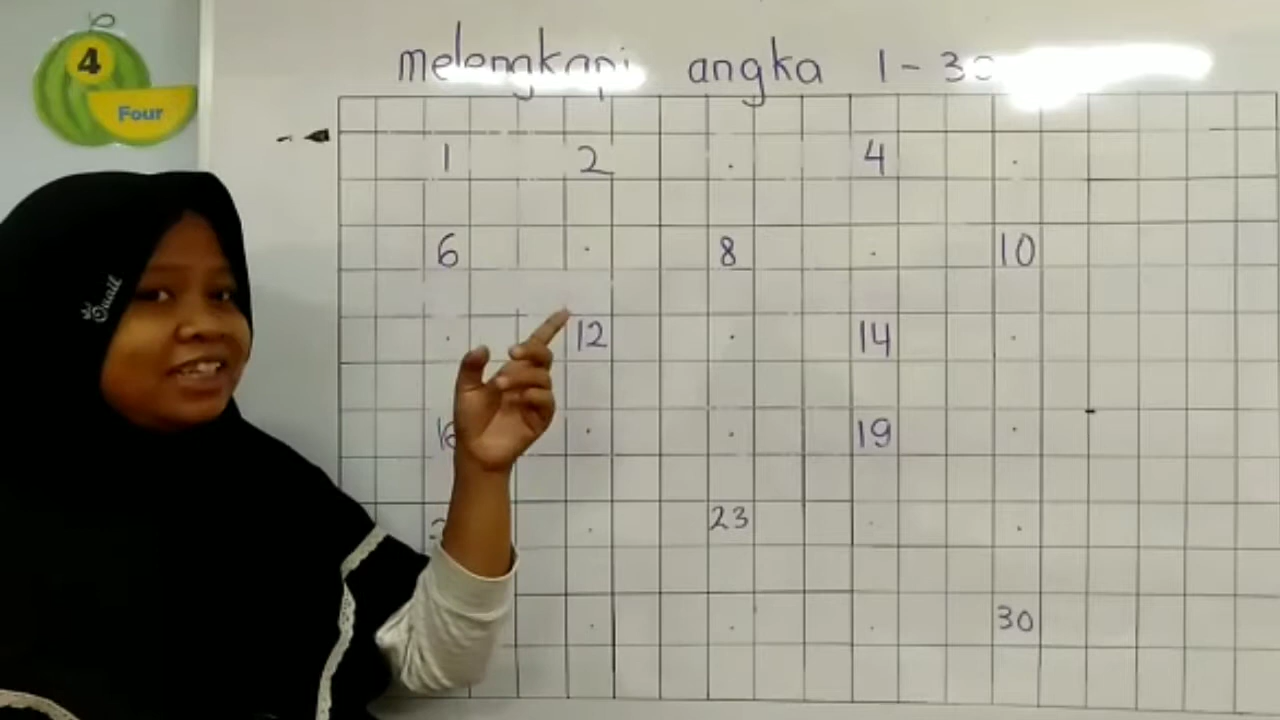 4
Four
melengkapi angka 1 - 30
1 2 . 4 .
6 . 8 . 10
. 12 . 14 .
. . 19 .
. 23 . .
. . . 30